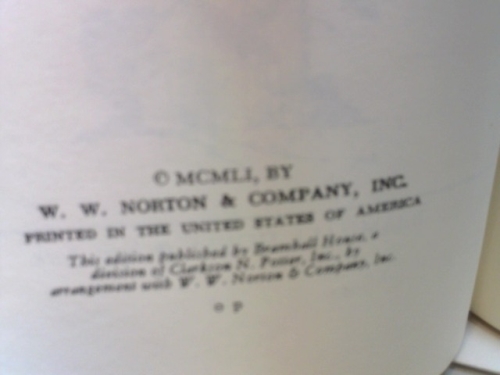 © MCMLI, BY
W. W. NORTON & COMPANY, INC.
PRINTED IN THE UNITED STATES OF AMERICA
This edition published by Bramhall House, a
division of Clarkson N. Potter, Inc., by
arrangement with W. W. Norton & Company, Inc.
o p